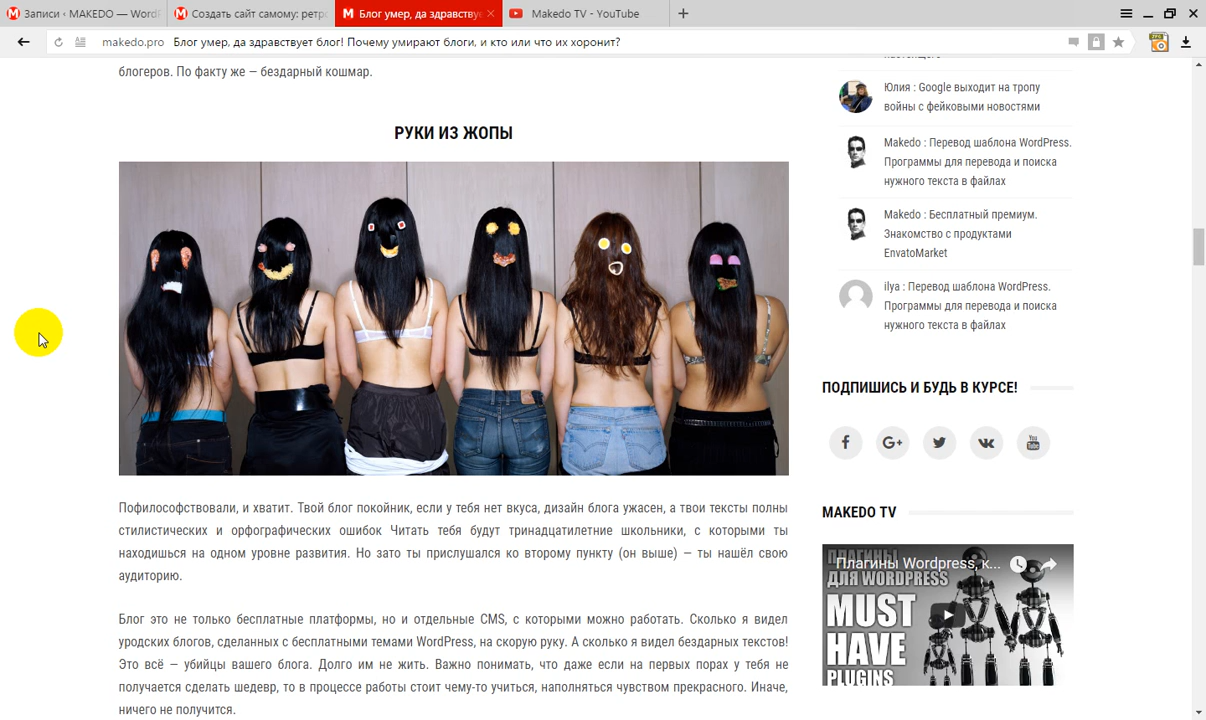 Записи ‹ MAKEDO — WordP
Создать сайт самому: ретра
Блог умер, да здравствуе
Makedo TV - YouTube
makedo.pro Блог умер, да здравствует блог! Почему умирают блоги, и кто или что их хоронит?
блогеров. По факту же — бездарный кошмар.
РУКИ ИЗ ЖОПЫ
Пофилософствовали, и хватит. Твой блог покойник, если у тебя нет вкуса, дизайн блога ужасен, а твои тексты полны
стилистических и орфографических ошибок Читать тебя будут тринадцатилетние школьники, с которыми ты
находишься на одном уровне развития. Но зато ты прислушался ко второму пункту (он выше) — ты нашёл свою
аудиторию.
Блог это не только бесплатные платформы, но и отдельные CMS, с которыми можно работать. Сколько я видел
уродских блогов, сделанных с бесплатными темами WordPress, на скорую руку. А сколько я видел бездарных текстов!
Это всё — убийцы вашего блога. Долго им не жить. Важно понимать, что даже если на первых порах у тебя не
получается сделать шедевр, то в процессе работы стоит чему-то учиться, наполняться чувством прекрасного. Иначе,
ничего не получится.
Юлия : Google выходит на тропу
войны с фейковыми новостями
Makedo : Перевод шаблона WordPress.
Программы для перевода и поиска
нужного текста в файлах
Makedo : Бесплатный премиум.
Знакомство с продуктами
EnvatoMarket
ilya : Перевод шаблона WordPress.
Программы для перевода и поиска
нужного текста в файлах
ПОДПИШИСЬ И БУДЬ В КУРСЕ!
G+
You
Tube
MAKEDO TV
Плагины Wordpress, к...
ПЛАГИНЫ
ДЛЯ WORDPRESS
MUST
HAVE
PLUGINS